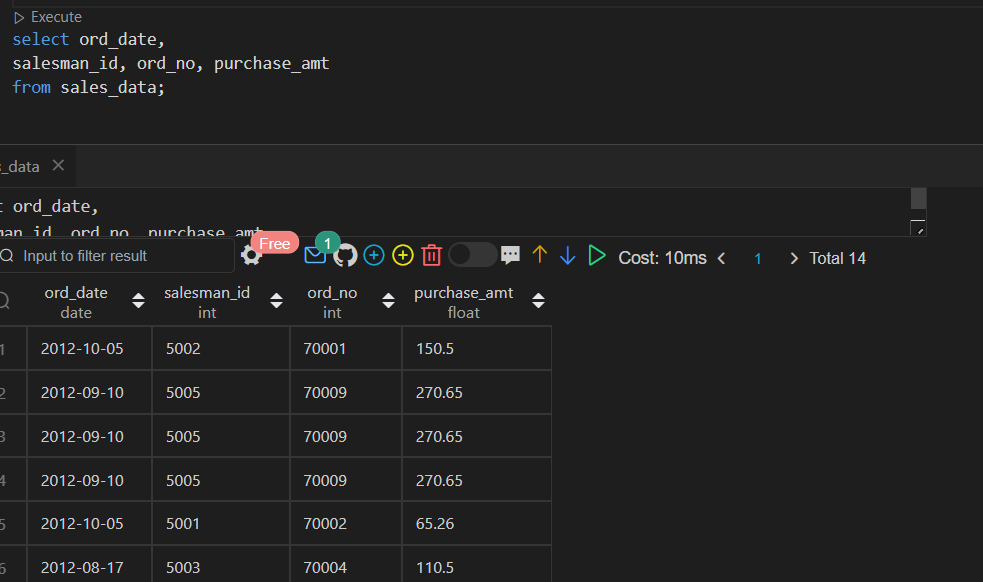 Execute
select ord_date,
salesman_id, ord_no, purchase_amt
from sales_data;
s_data
t ord_date,
man_id, ord_no, purchase_amt
Free
1
Input to filter result
Cost: 10ms
1
Total 14
ord_date salesman_id ord_no purchase_amt
date int int float
1 2012-10-05 5002 70001 150.5
2 2012-09-10 5005 70009 270.65
3 2012-09-10 5005 70009 270.65
4 2012-09-10 5005 70009 270.65
5 2012-10-05 5001 70002 65.26
6 2012-08-17 5003 70004 110.5